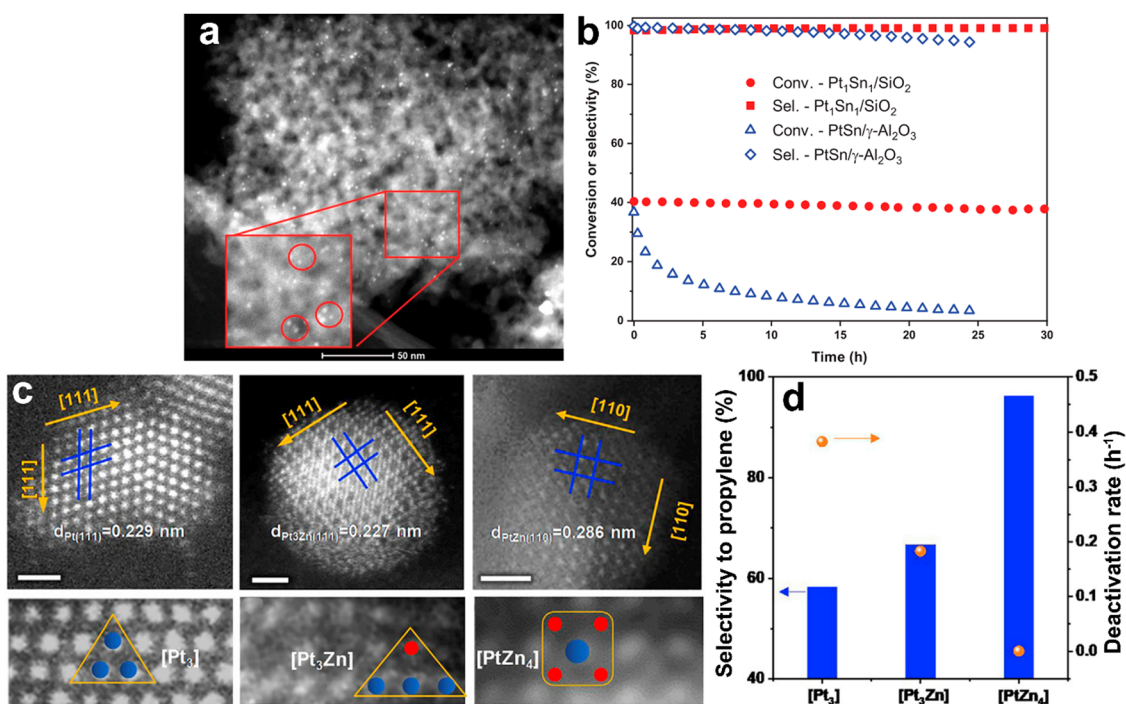 a
50 nm
b
Conversion or selectivity (%)
100
80
60
40
20
0
Conv. - Pt₁Sn₁/SiO₂
Sel. - Pt₁Sn₁/SiO₂
Conv. - PtSn/γ-Al₂O₃
Sel. - PtSn/γ-Al₂O₃
0 5 10 15 20 25 30
Time (h)
c
[111]
[111]
d_Pt(111)=0.229 nm
[111]
[111]
d_Pt3Zn(111)=0.227 nm
[110]
[110]
d_PtZn(110)=0.286 nm
[Pt₃]
[Pt₃Zn]
[PtZn₄]
d
Selectivity to propylene (%)
100
80
60
40
0.5
0.4
0.3
0.2
0.1
0.0
Deactivation rate (h⁻¹)
[Pt₃] [Pt₃Zn] [PtZn₄]